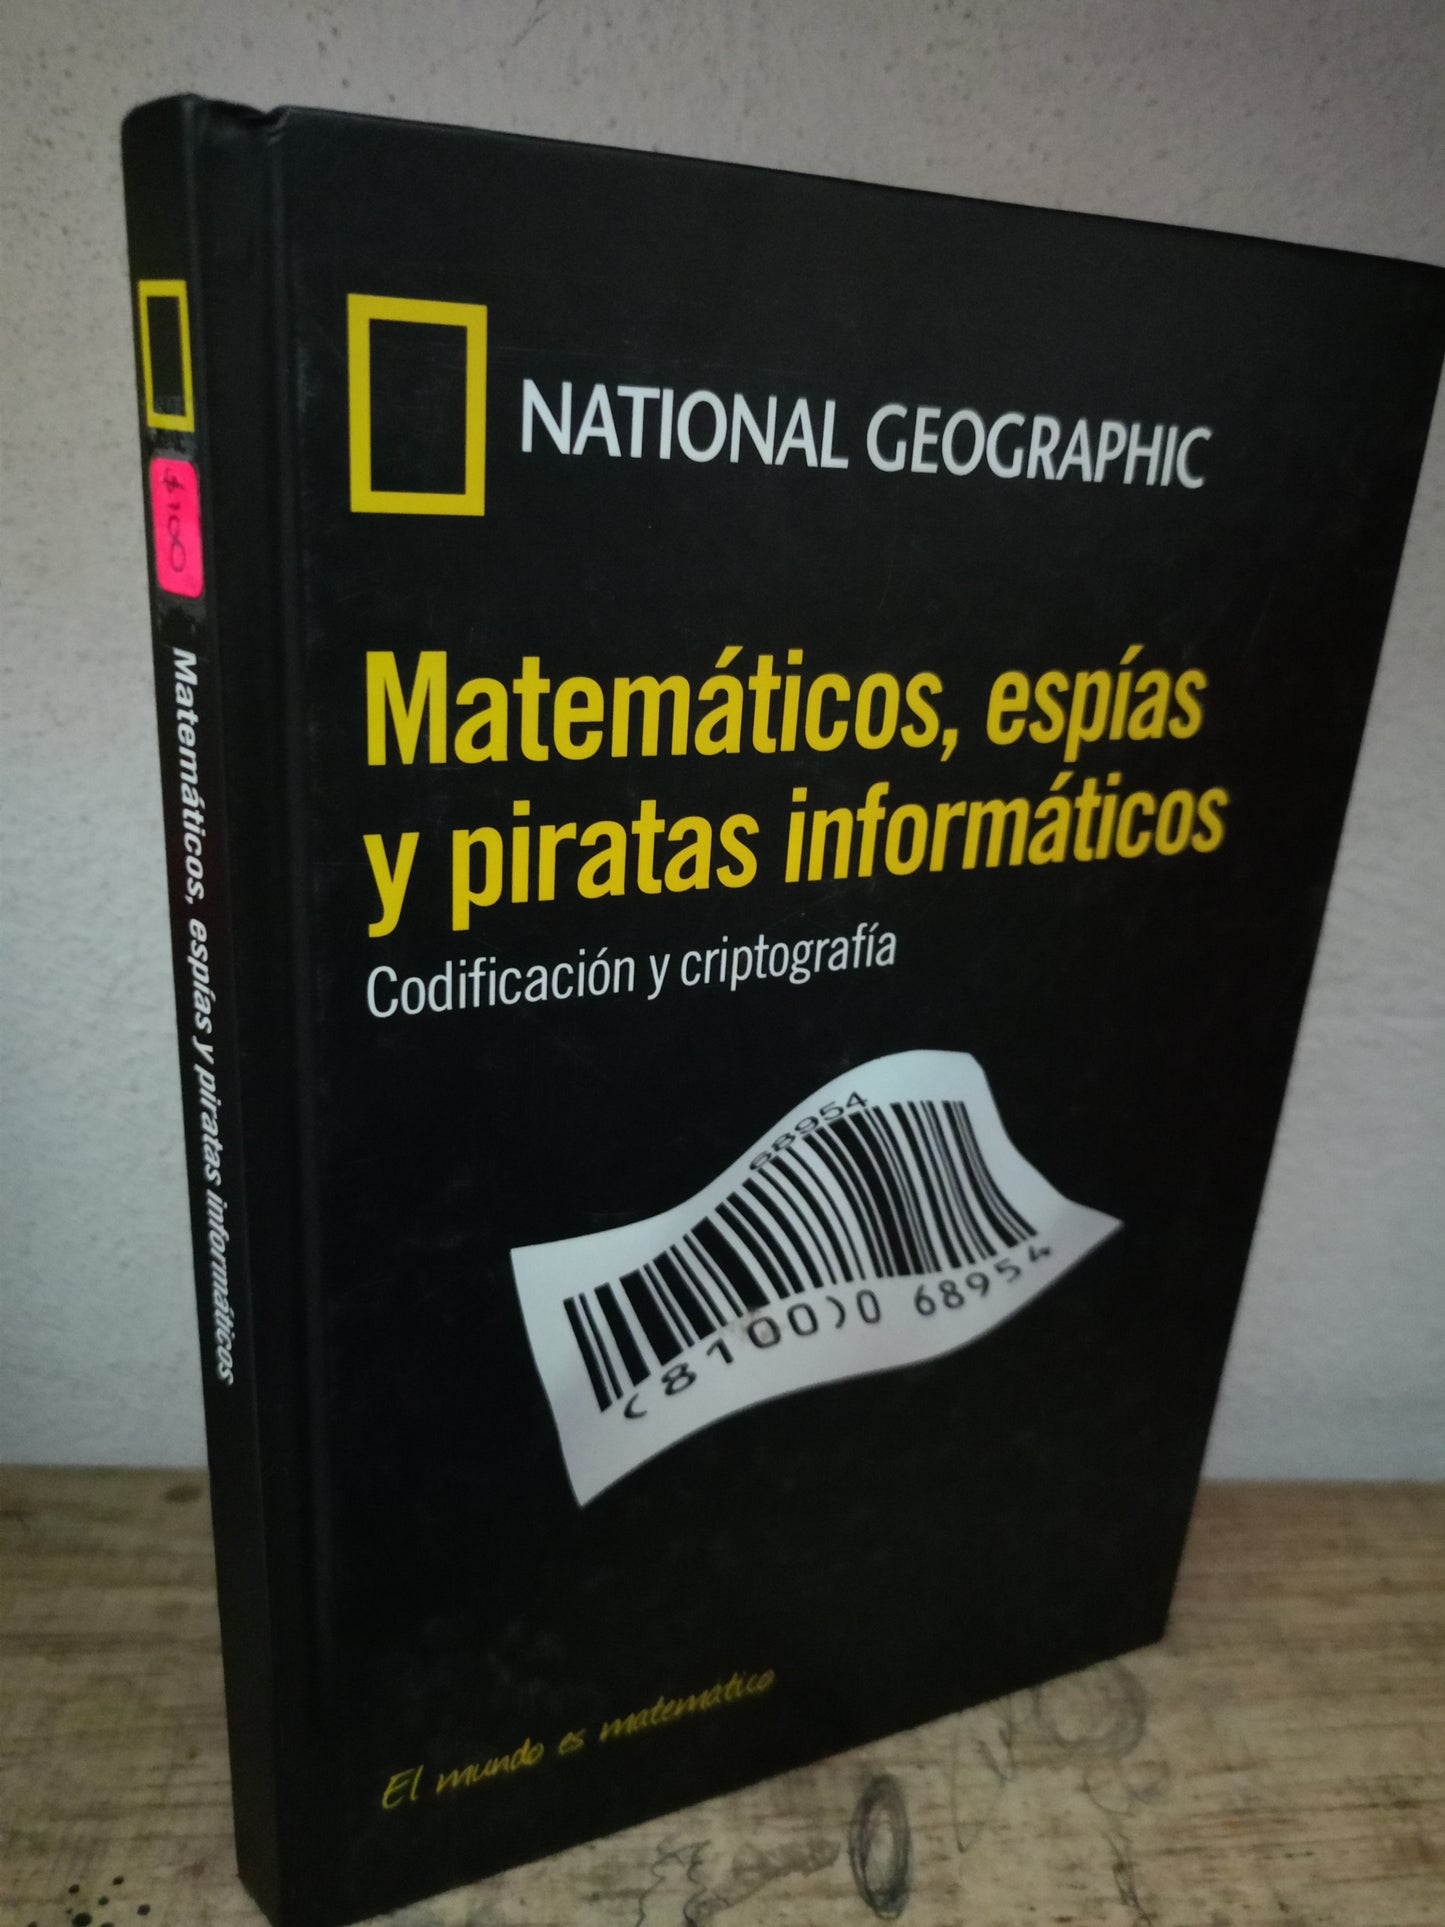 NATIONAL GEOGRAPHIC
$100
Matemáticos, espías y piratas informáticos
Matemáticos, espías
y piratas informáticos
Codificación y criptografía
68954
(8100)0 68954
El mundo es matemático